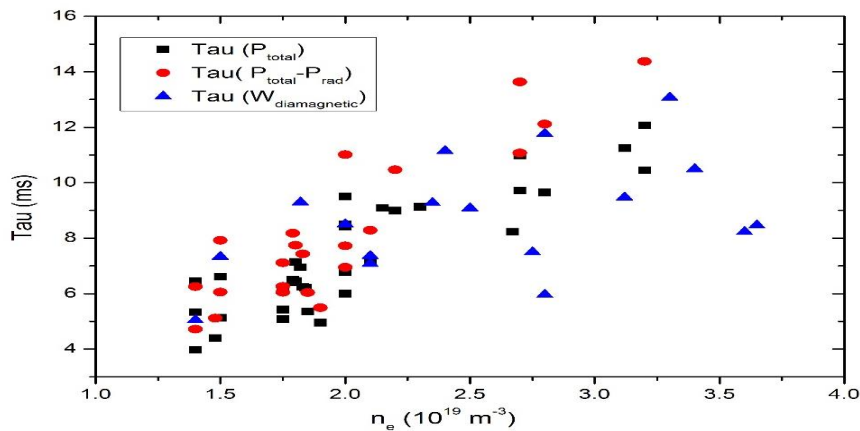 16
14
12
10
8
6
4
Tau (ms)
Tau (P_total)
Tau( P_total-P_rad)
Tau (W_diamagnetic)
1.0 1.5 2.0 2.5 3.0 3.5 4.0
n_e (10^19 m^-3)